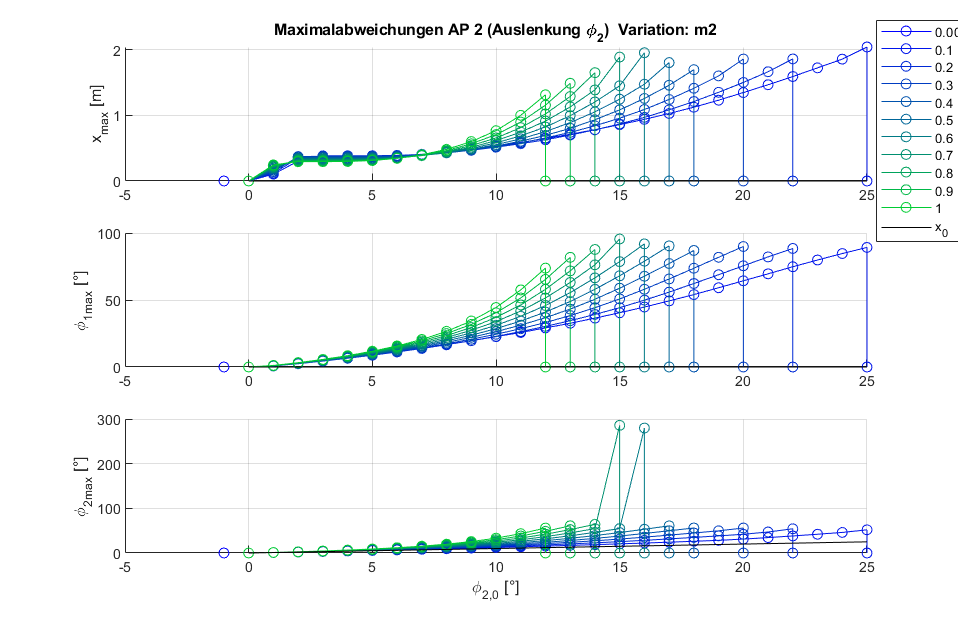 Maximalabweichungen AP 2 (Auslenkung ϕ2) Variation: m2
xmax [m]
2
1
0
-5 0 5 10 15 20 25
0.00
0.1
0.2
0.3
0.4
0.5
0.6
0.7
0.8
0.9
1
x0
ϕ1max [°]
100
50
0
-5 0 5 10 15 20 25
ϕ2max [°]
300
200
100
0
-5 0 5 10 15 20 25
ϕ2,0 [°]